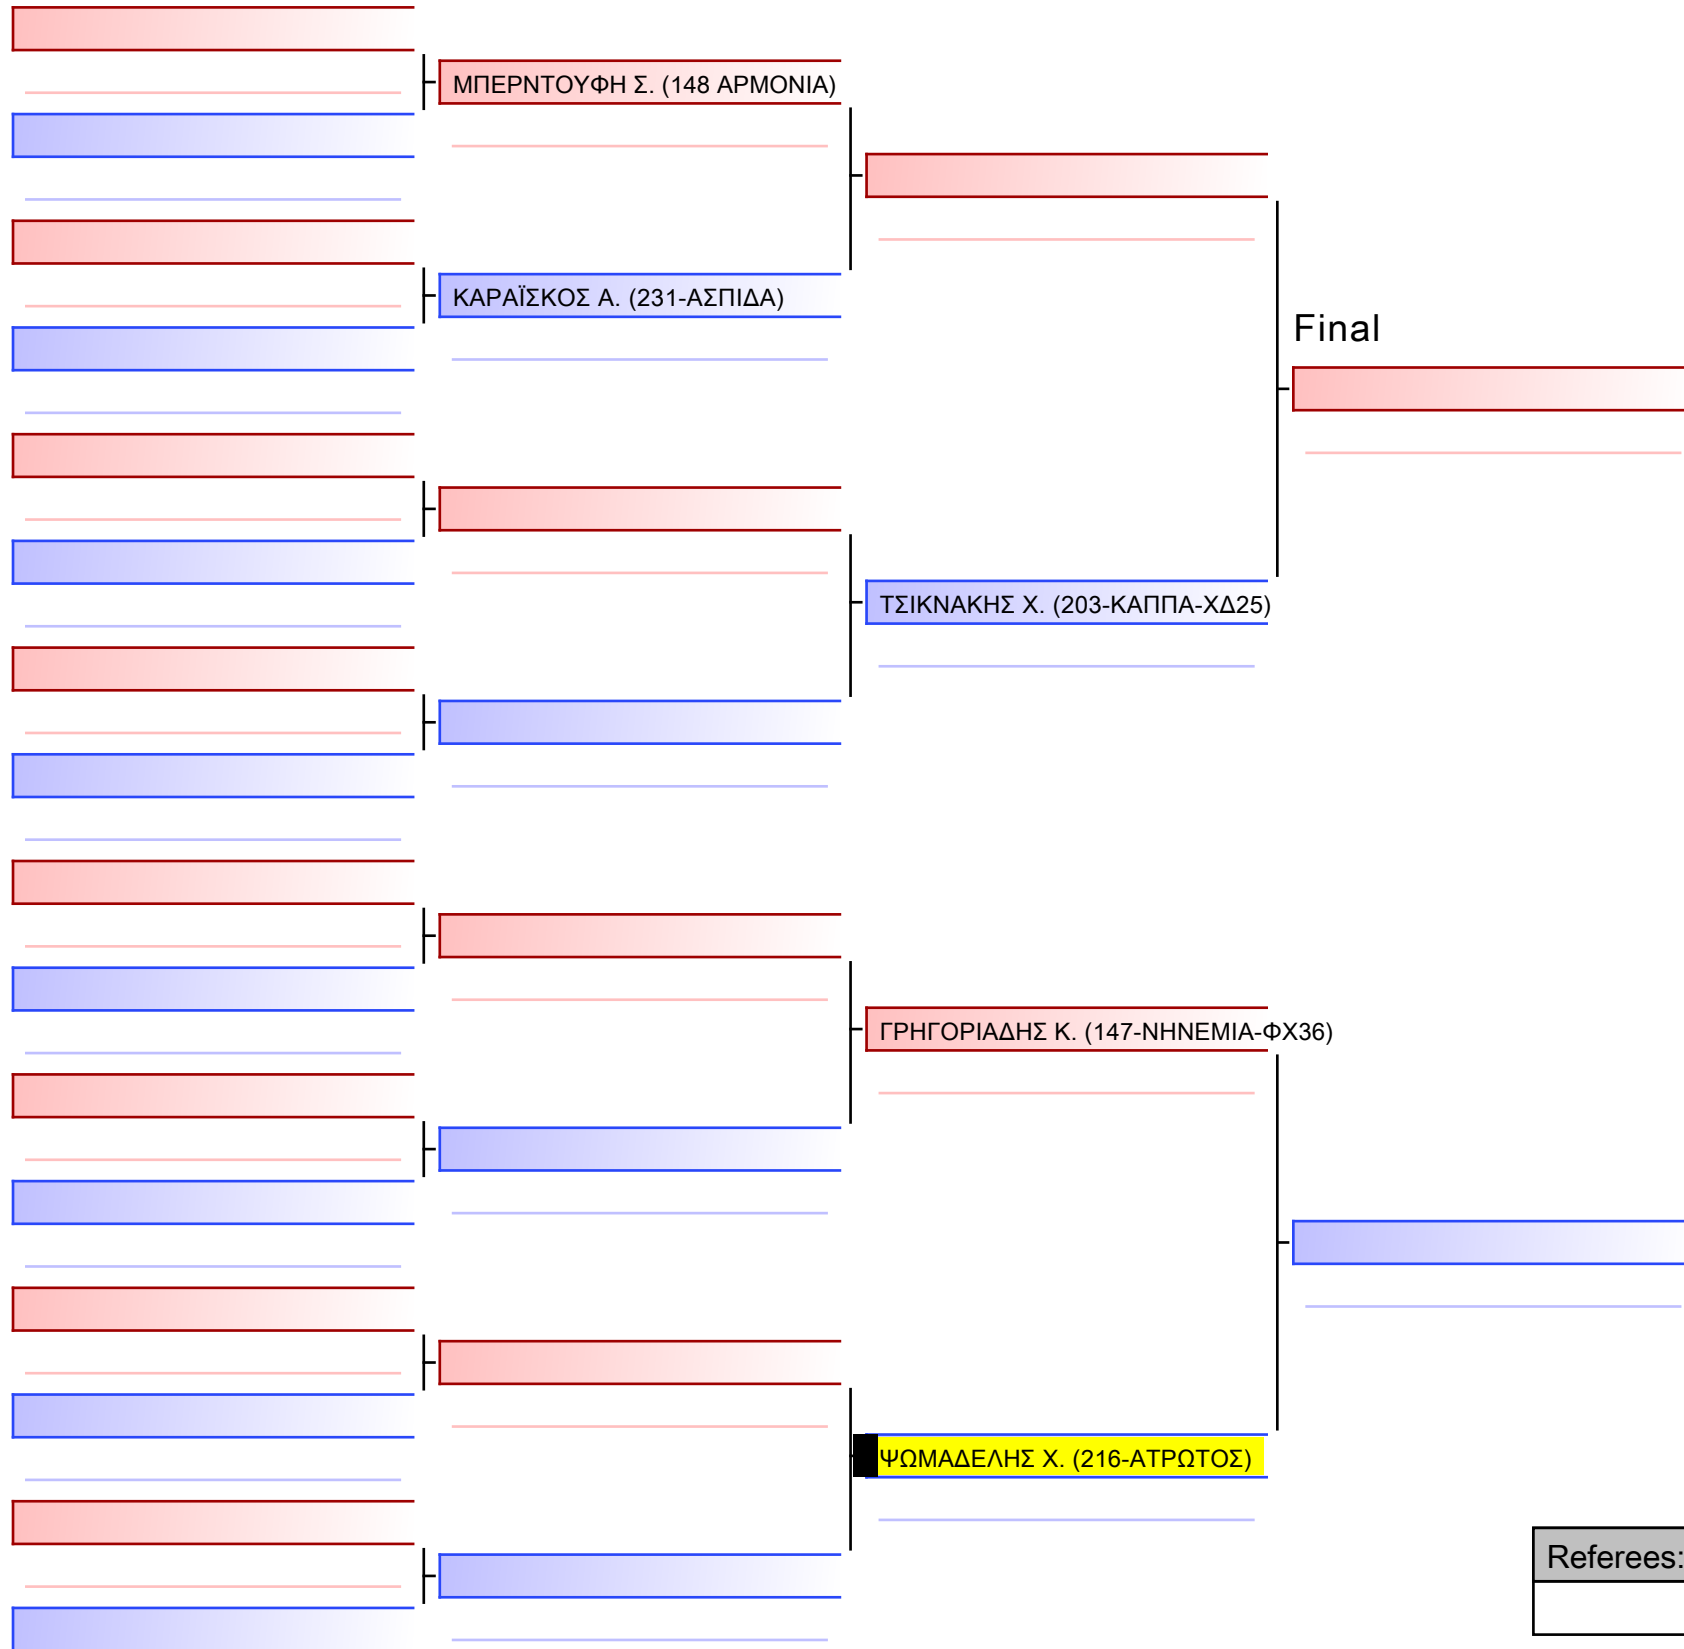 ΜΠΕΡΝΤΟΥΦΗ Σ. (148 ΑΡΜΟΝΙΑ)
ΚΑΡΑΪΣΚΟΣ Α. (231-ΑΣΠΙΔΑ)
Final
ΤΣΙΚΝΑΚΗΣ Χ. (203-ΚΑΠΠΑ-ΧΔ25)
ΓΡΗΓΟΡΙΑΔΗΣ Κ. (147-ΝΗΝΕΜΙΑ-ΦΧ36)
ΨΩΜΑΔΕΛΗΣ Χ. (216-ΑΤΡΩΤΟΣ)
Referees: